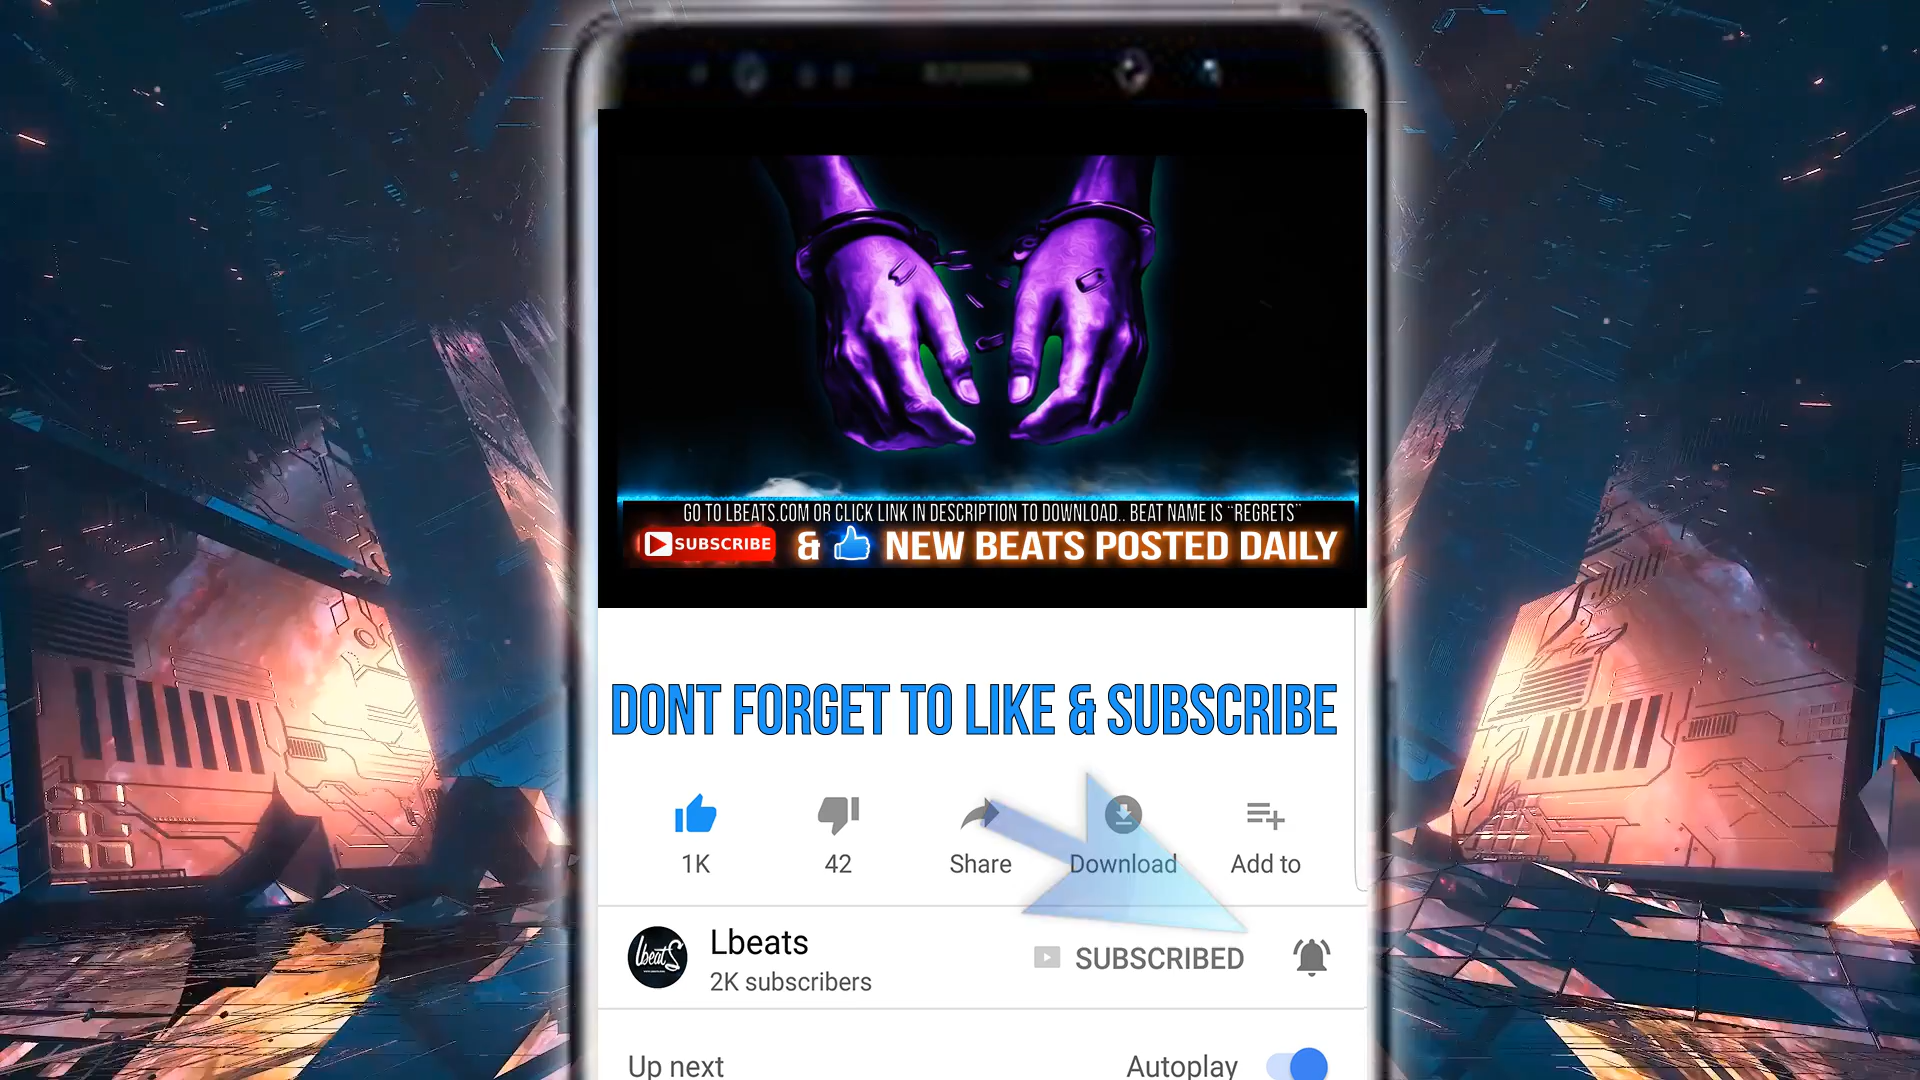 GO TO LBEATS.COM OR CLICK LINK IN DESCRIPTION TO DOWNLOAD.. BEAT NAME IS "REGRETS"
SUBSCRIBE & NEW BEATS POSTED DAILY
DONT FORGET TO LIKE & SUBSCRIBE
1K 42 Share Download Add to
lbeatS
Lbeats
2K subscribers
SUBSCRIBED
Up next Autoplay